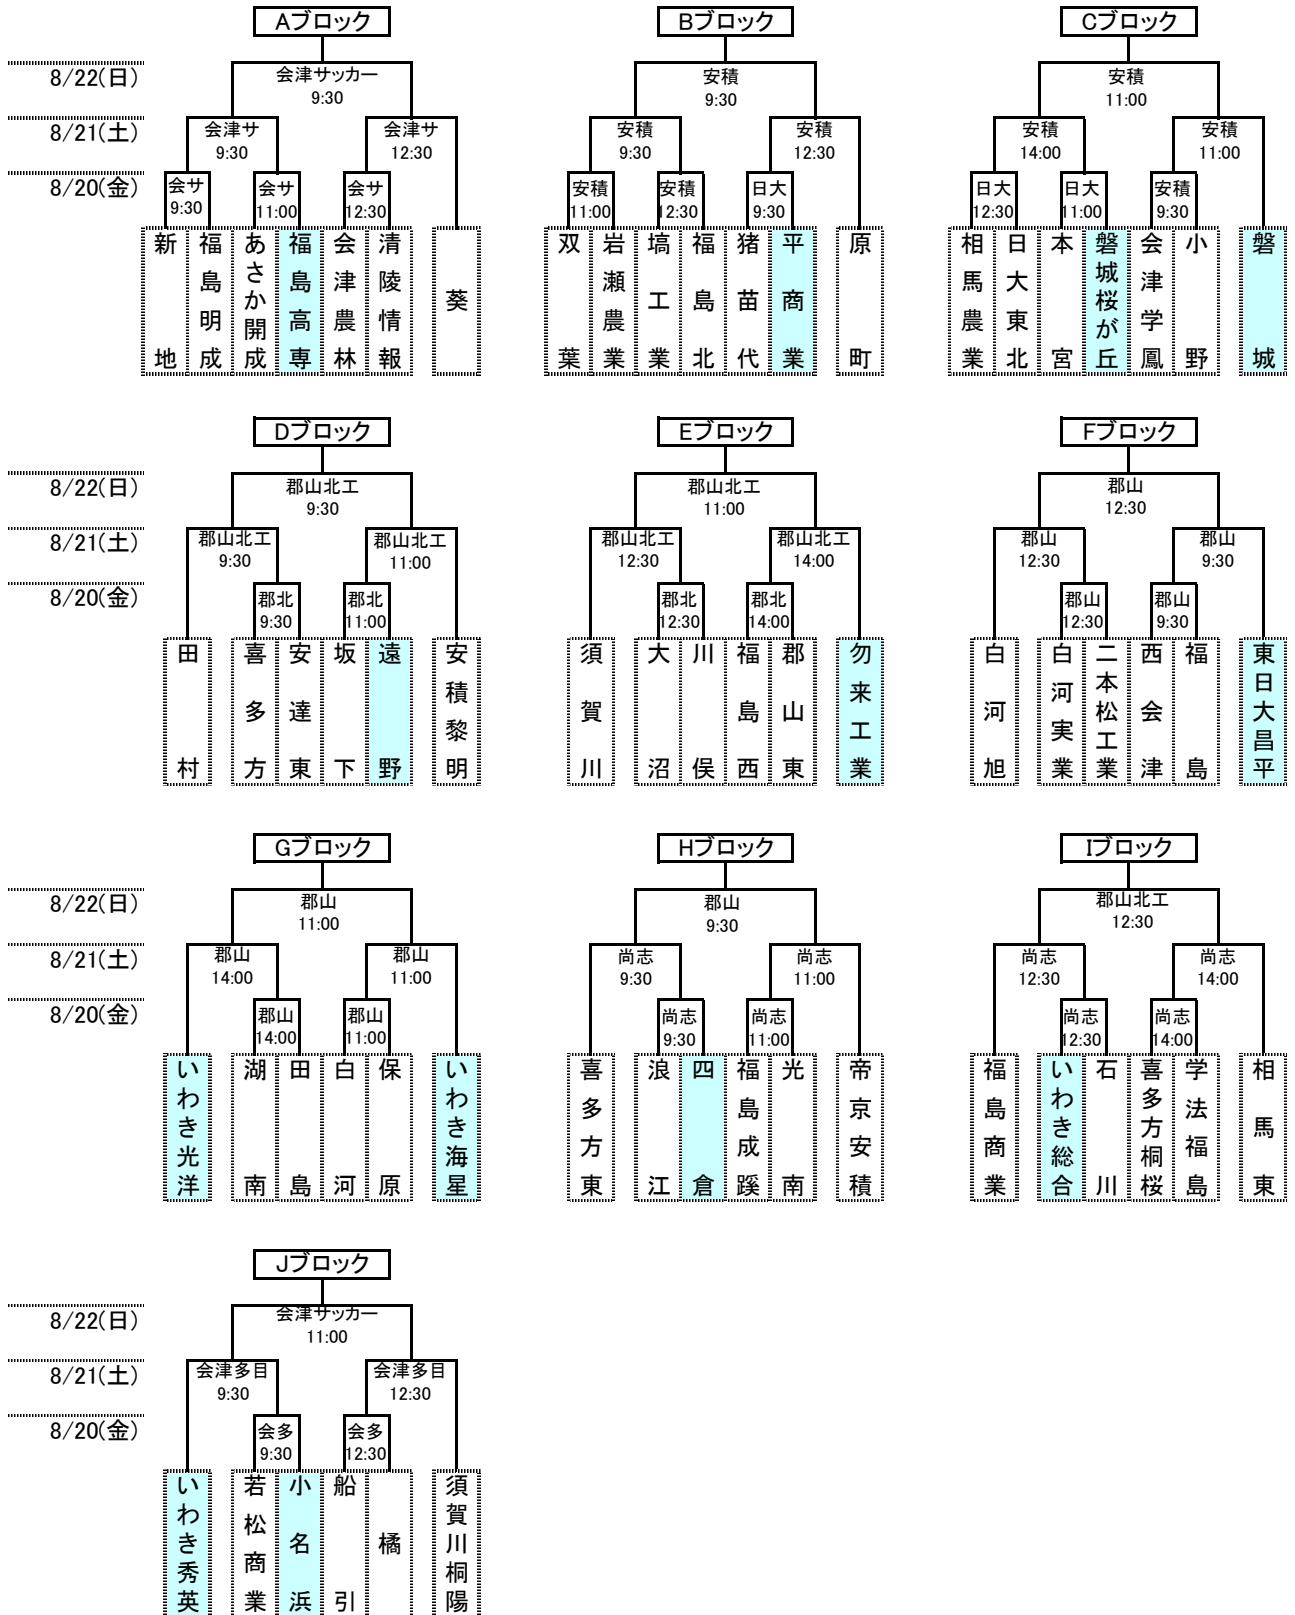 Aブロック
Bブロック
Cブロック
8/22(日)
会津サッカー
9:30
安積
9:30
安積
11:00
8/21(土)
会津サ
9:30
会津サ
12:30
安積
9:30
安積
12:30
安積
14:00
安積
11:00
8/20(金)
会サ
9:30
会サ
11:00
会サ
12:30
安積
11:00
安積
12:30
日大
9:30
日大
12:30
日大
11:00
安積
9:30
新地
福島明成
あさか開成
福島高専
会津農林
清陵情報
葵
双葉
岩瀬農業
塙工業
福島北
猪苗代
平商業
原町
相馬農業
日大東北
本宮
磐城桜が丘
会津学鳳
小野
磐城
Dブロック
Eブロック
Fブロック
8/22(日)
郡山北工
9:30
郡山北工
11:00
郡山
12:30
8/21(土)
郡山北工
9:30
郡山北工
11:00
郡山北工
12:30
郡山北工
14:00
郡山
12:30
郡山
9:30
8/20(金)
郡北
9:30
郡北
11:00
郡北
12:30
郡北
14:00
郡山
12:30
郡山
9:30
田村
喜多方
安達東
坂下
遠野
安積黎明
須賀川
大沼
川俣
福島西
郡山東
勿来工業
白河旭
白河実業
二本松工業
西会津
福島
東日大昌平
Gブロック
Hブロック
Iブロック
8/22(日)
郡山
11:00
郡山
9:30
郡山北工
12:30
8/21(土)
郡山
14:00
郡山
11:00
尚志
9:30
尚志
11:00
尚志
12:30
尚志
14:00
8/20(金)
郡山
14:00
郡山
11:00
尚志
9:30
尚志
11:00
尚志
12:30
尚志
14:00
いわき光洋
湖南
田島
白河
保原
いわき海星
喜多方東
浪江
四倉
福島成蹊
光南
帝京安積
福島商業
いわき総合
石川
喜多方桐桜
学法福島
相馬東
Jブロック
8/22(日)
会津サッカー
11:00
8/21(土)
会津多目
9:30
会津多目
12:30
8/20(金)
会多
9:30
会多
12:30
いわき秀英
若松商業
小名浜
船引
橘
須賀川桐陽